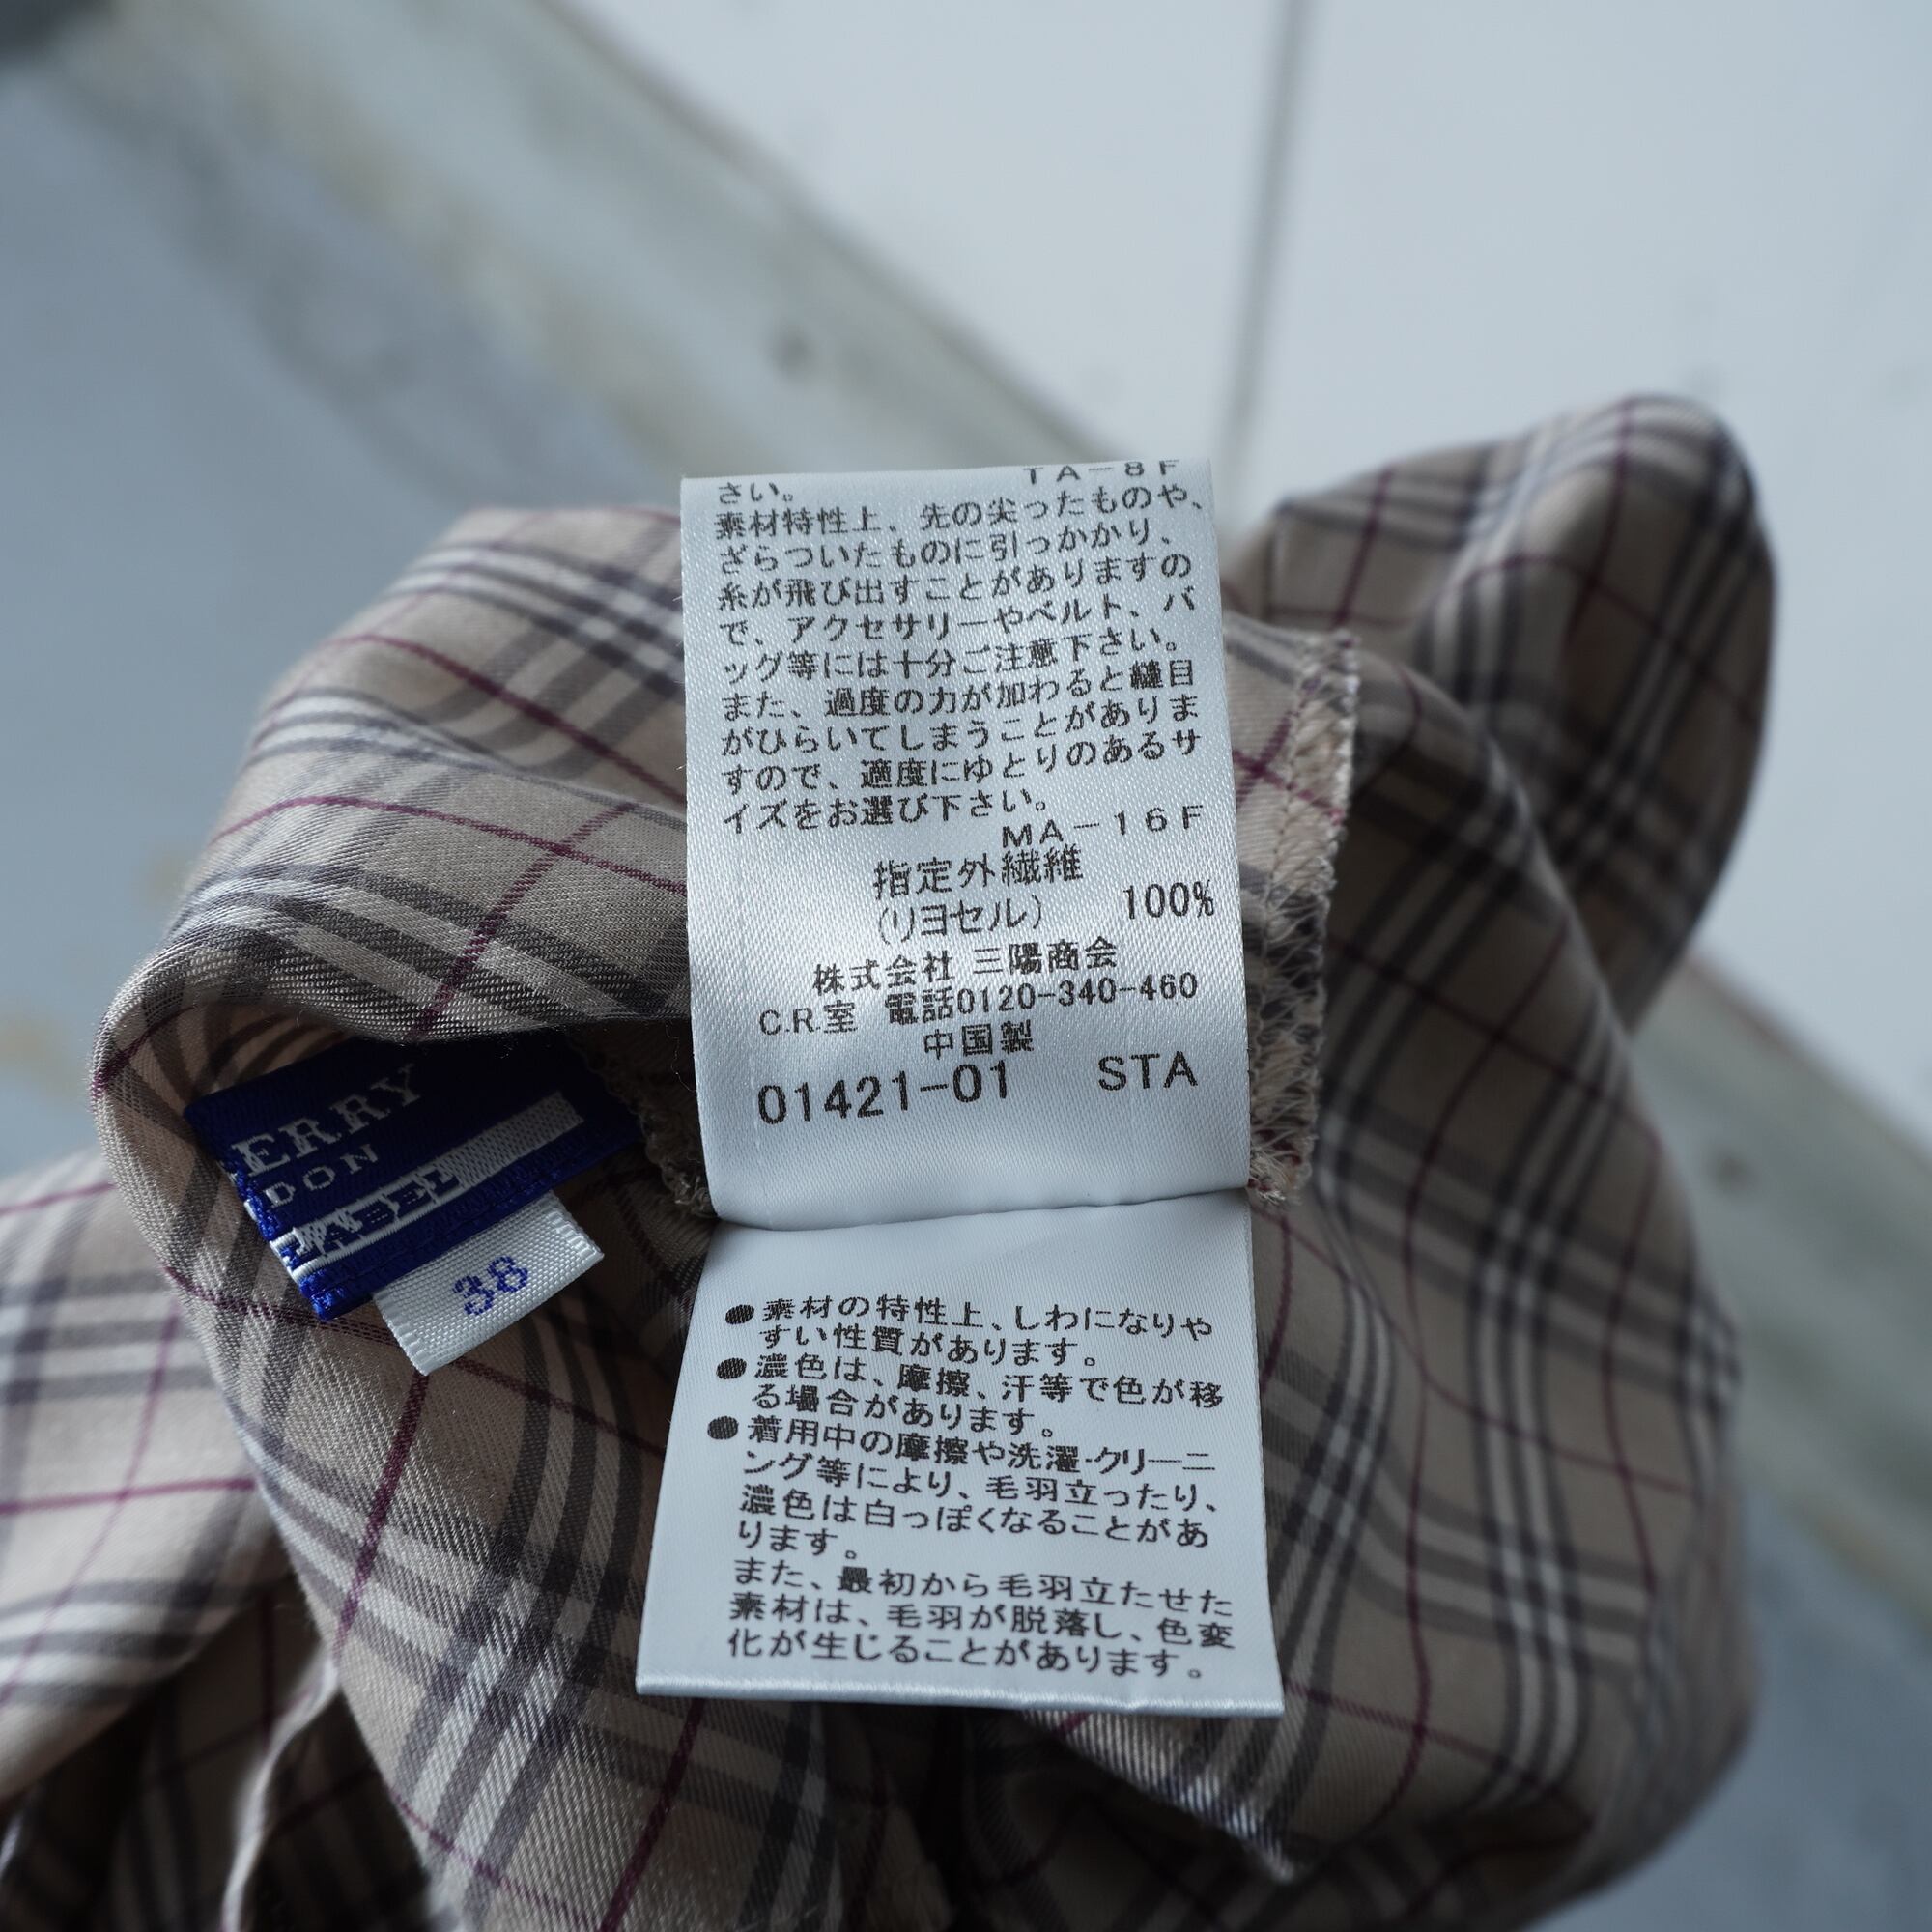 TA-8F
さい。
素材特性上、先の尖ったものや、
ざらついたものに引っかかり、
糸が飛び出すことがありますの
で、アクセサリーやベルト、バ
ッグ等には十分ご注意下さい。
また、過度の力が加わると縫目
がひらいてしまうことがありま
すので、適度にゆとりのあるサ
イズをお選び下さい。
MA-16F
指定外繊維
(リヨセル) 100%
株式会社 三陽商会
C.R.室 電話0120-340-460
中国製
01421-01 STA
ERRY
DON
LABEL
38
●素材の特性上、しわになりや
すい性質があります。
●濃色は、摩擦、汗等で色が移
る場合があります。
●着用中の摩擦や洗濯・クリーニ
ング等により、毛羽立ったり、
濃色は白っぽくなることがあ
ります。
また、最初から毛羽立たせた
素材は、毛羽が脱落し、色変
化が生じることがあります。